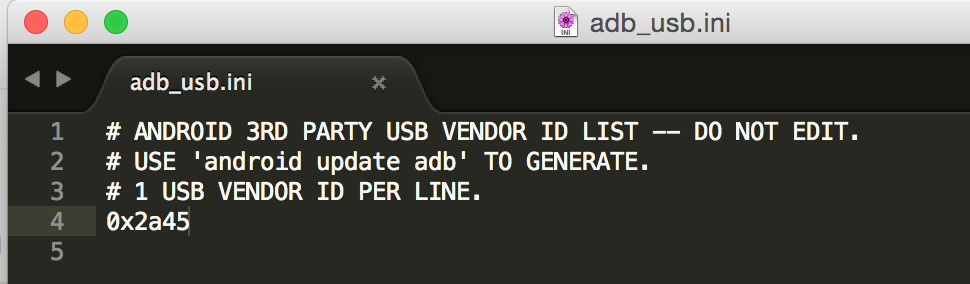 adb_usb.ini
adb_usb.ini
1 # ANDROID 3RD PARTY USB VENDOR ID LIST -- DO NOT EDIT.
2 # USE 'android update adb' TO GENERATE.
3 # 1 USB VENDOR ID PER LINE.
4 0x2a45
5